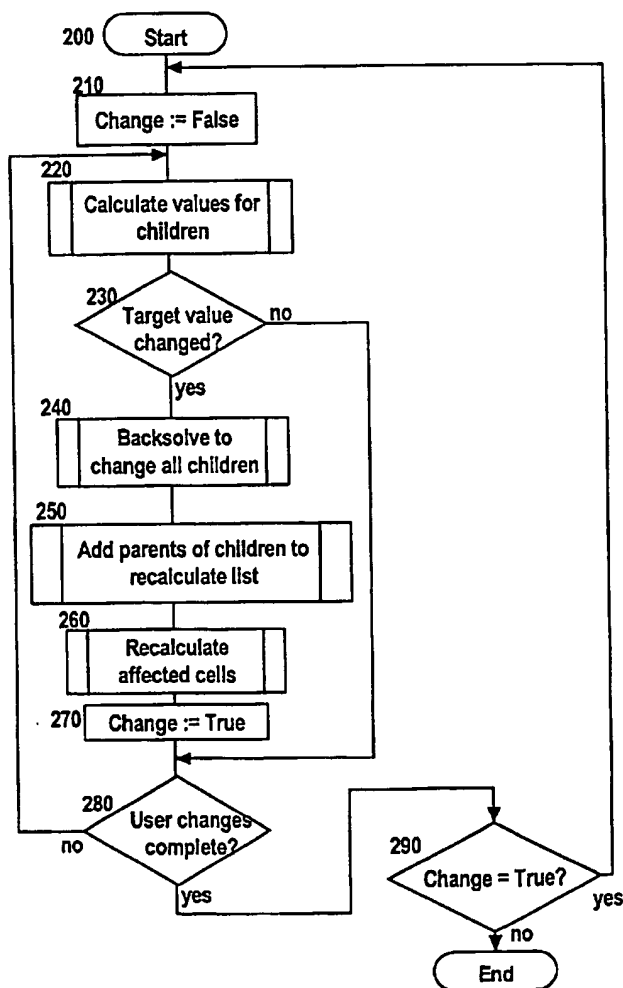 200
Start
210
Change := False
220
Calculate values for
children
230
Target value
changed?
no
yes
240
Backsolve to
change all children
250
Add parents of children to
recalculate list
260
Recalculate
affected cells
270
Change := True
280
User changes
complete?
no
yes
290
Change = True?
yes
no
End